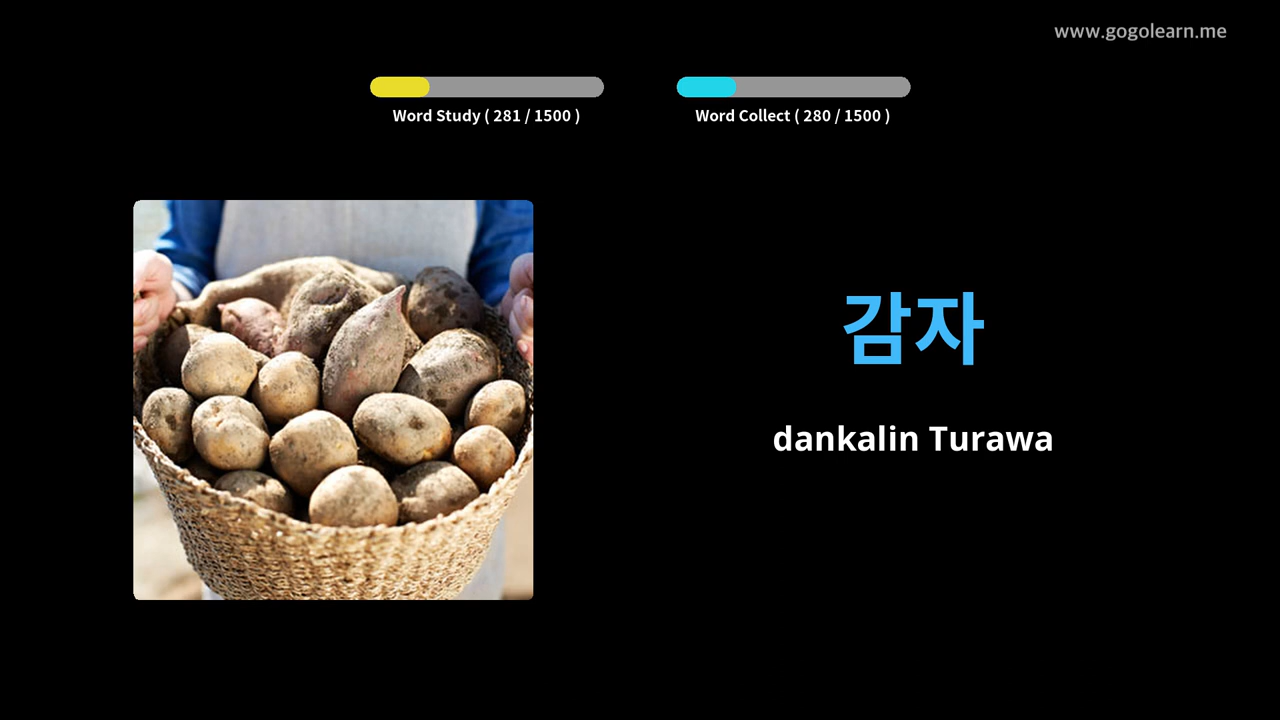 www.gogolearn.me
Word Study ( 281 / 1500 )
Word Collect ( 280 / 1500 )
감자
dankalin Turawa